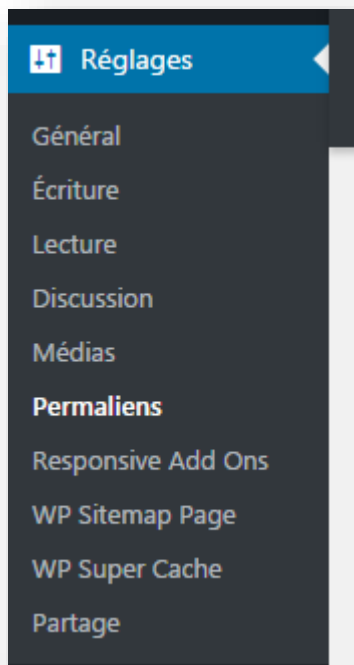 Réglages
Général
Écriture
Lecture
Discussion
Médias
Permaliens
Responsive Add Ons
WP Sitemap Page
WP Super Cache
Partage